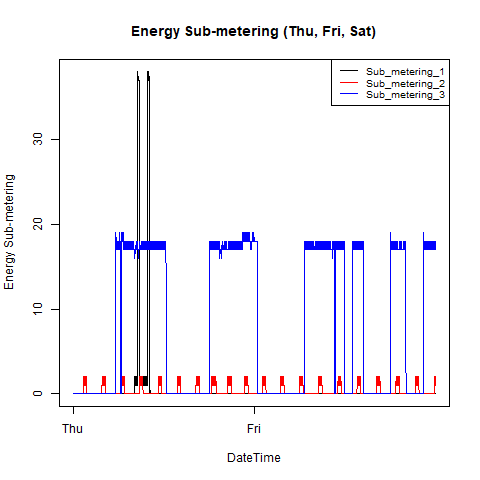 Energy Sub-metering (Thu, Fri, Sat)
Sub_metering_1
Sub_metering_2
Sub_metering_3
Energy Sub-metering
30
20
10
0
Thu
Fri
DateTime